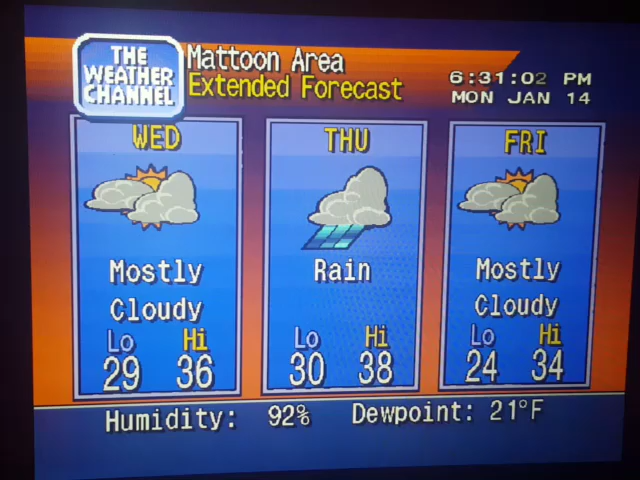 THE
WEATHER
CHANNEL
Mattoon Area
Extended Forecast
6:31:02 PM
MON JAN 14
WED
Mostly
Cloudy
Lo Hi
29 36
THU
Rain
Lo Hi
30 38
FRI
Mostly
Cloudy
Lo Hi
24 34
Humidity: 92% Dewpoint: 21°F